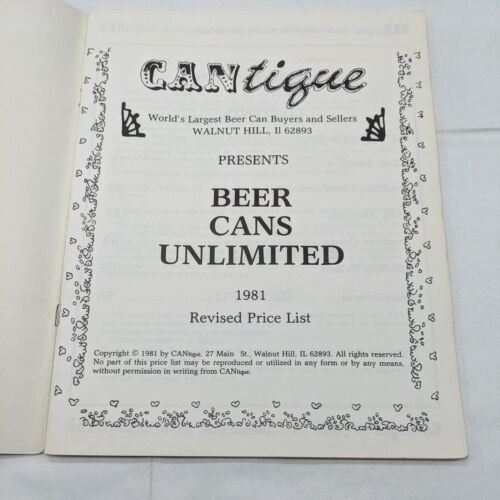 CANtique
World's Largest Beer Can Buyers and Sellers
WALNUT HILL, Il 62893
PRESENTS
BEER
CANS
UNLIMITED
1981
Revised Price List
Copyright © 1981 by CANtique, 27 Main St., Walnut Hill, IL 62893. All rights reserved.
No part of this price list may be reproduced or utilized in any form or by any means,
without permission in writing from CANtique.